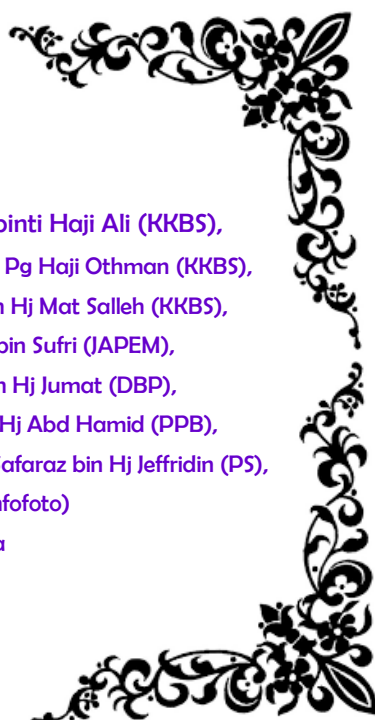 binti Haji Ali (KKBS),
Pg Haji Othman (KKBS),
Hj Mat Salleh (KKBS),
bin Sufri (JAPEM),
Hj Jumat (DBP),
Hj Abd Hamid (PPB),
afaraz bin Hj Jeffridin (PS),
nfofoto)
a